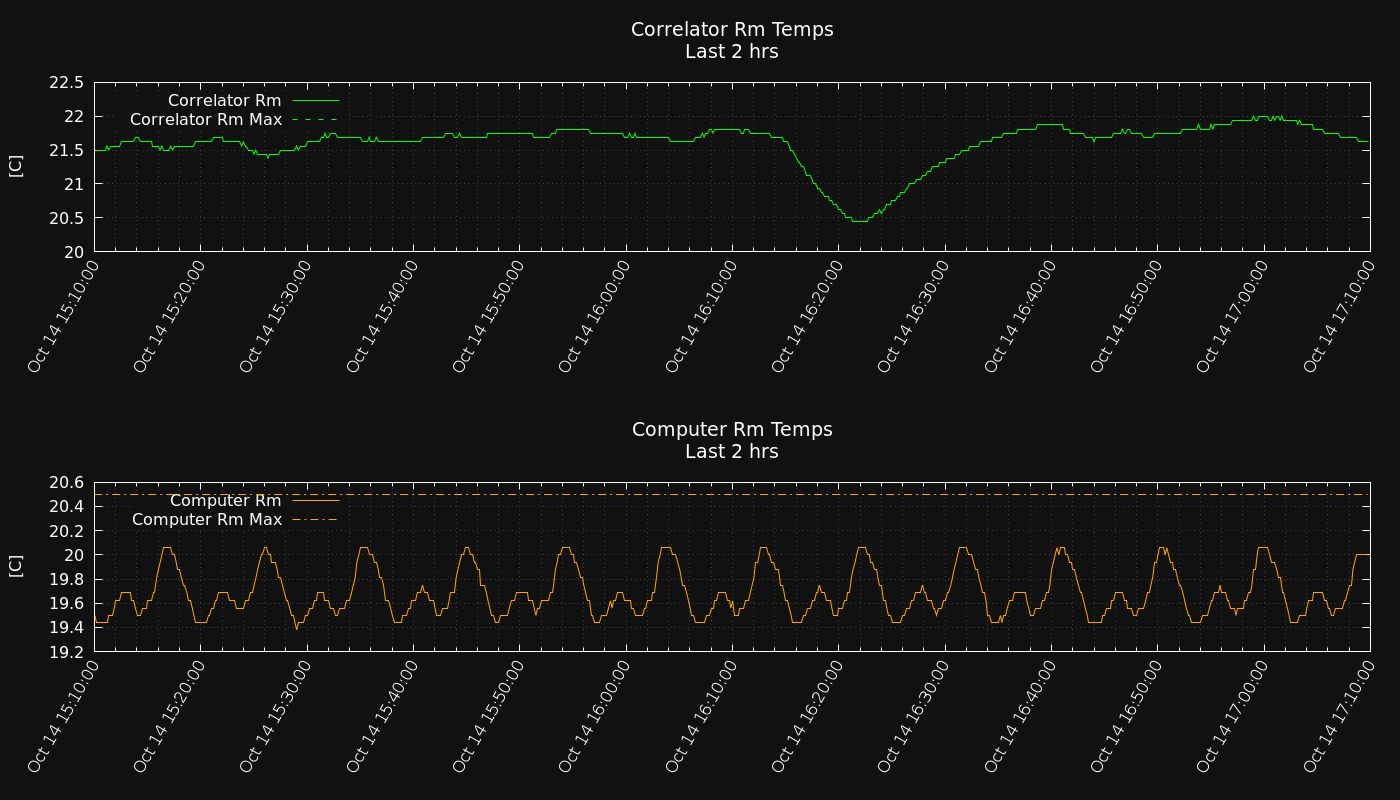 Correlator Rm Temps
Last 2 hrs
22.5
22
21.5
21
20.5
20
[C]
Correlator Rm
Correlator Rm Max
Oct 14 15:10:00
Oct 14 15:20:00
Oct 14 15:30:00
Oct 14 15:40:00
Oct 14 15:50:00
Oct 14 16:00:00
Oct 14 16:10:00
Oct 14 16:20:00
Oct 14 16:30:00
Oct 14 16:40:00
Oct 14 16:50:00
Oct 14 17:00:00
Oct 14 17:10:00
Computer Rm Temps
Last 2 hrs
20.6
20.4
20.2
20
19.8
19.6
19.4
19.2
[C]
Computer Rm
Computer Rm Max
Oct 14 15:10:00
Oct 14 15:20:00
Oct 14 15:30:00
Oct 14 15:40:00
Oct 14 15:50:00
Oct 14 16:00:00
Oct 14 16:10:00
Oct 14 16:20:00
Oct 14 16:30:00
Oct 14 16:40:00
Oct 14 16:50:00
Oct 14 17:00:00
Oct 14 17:10:00